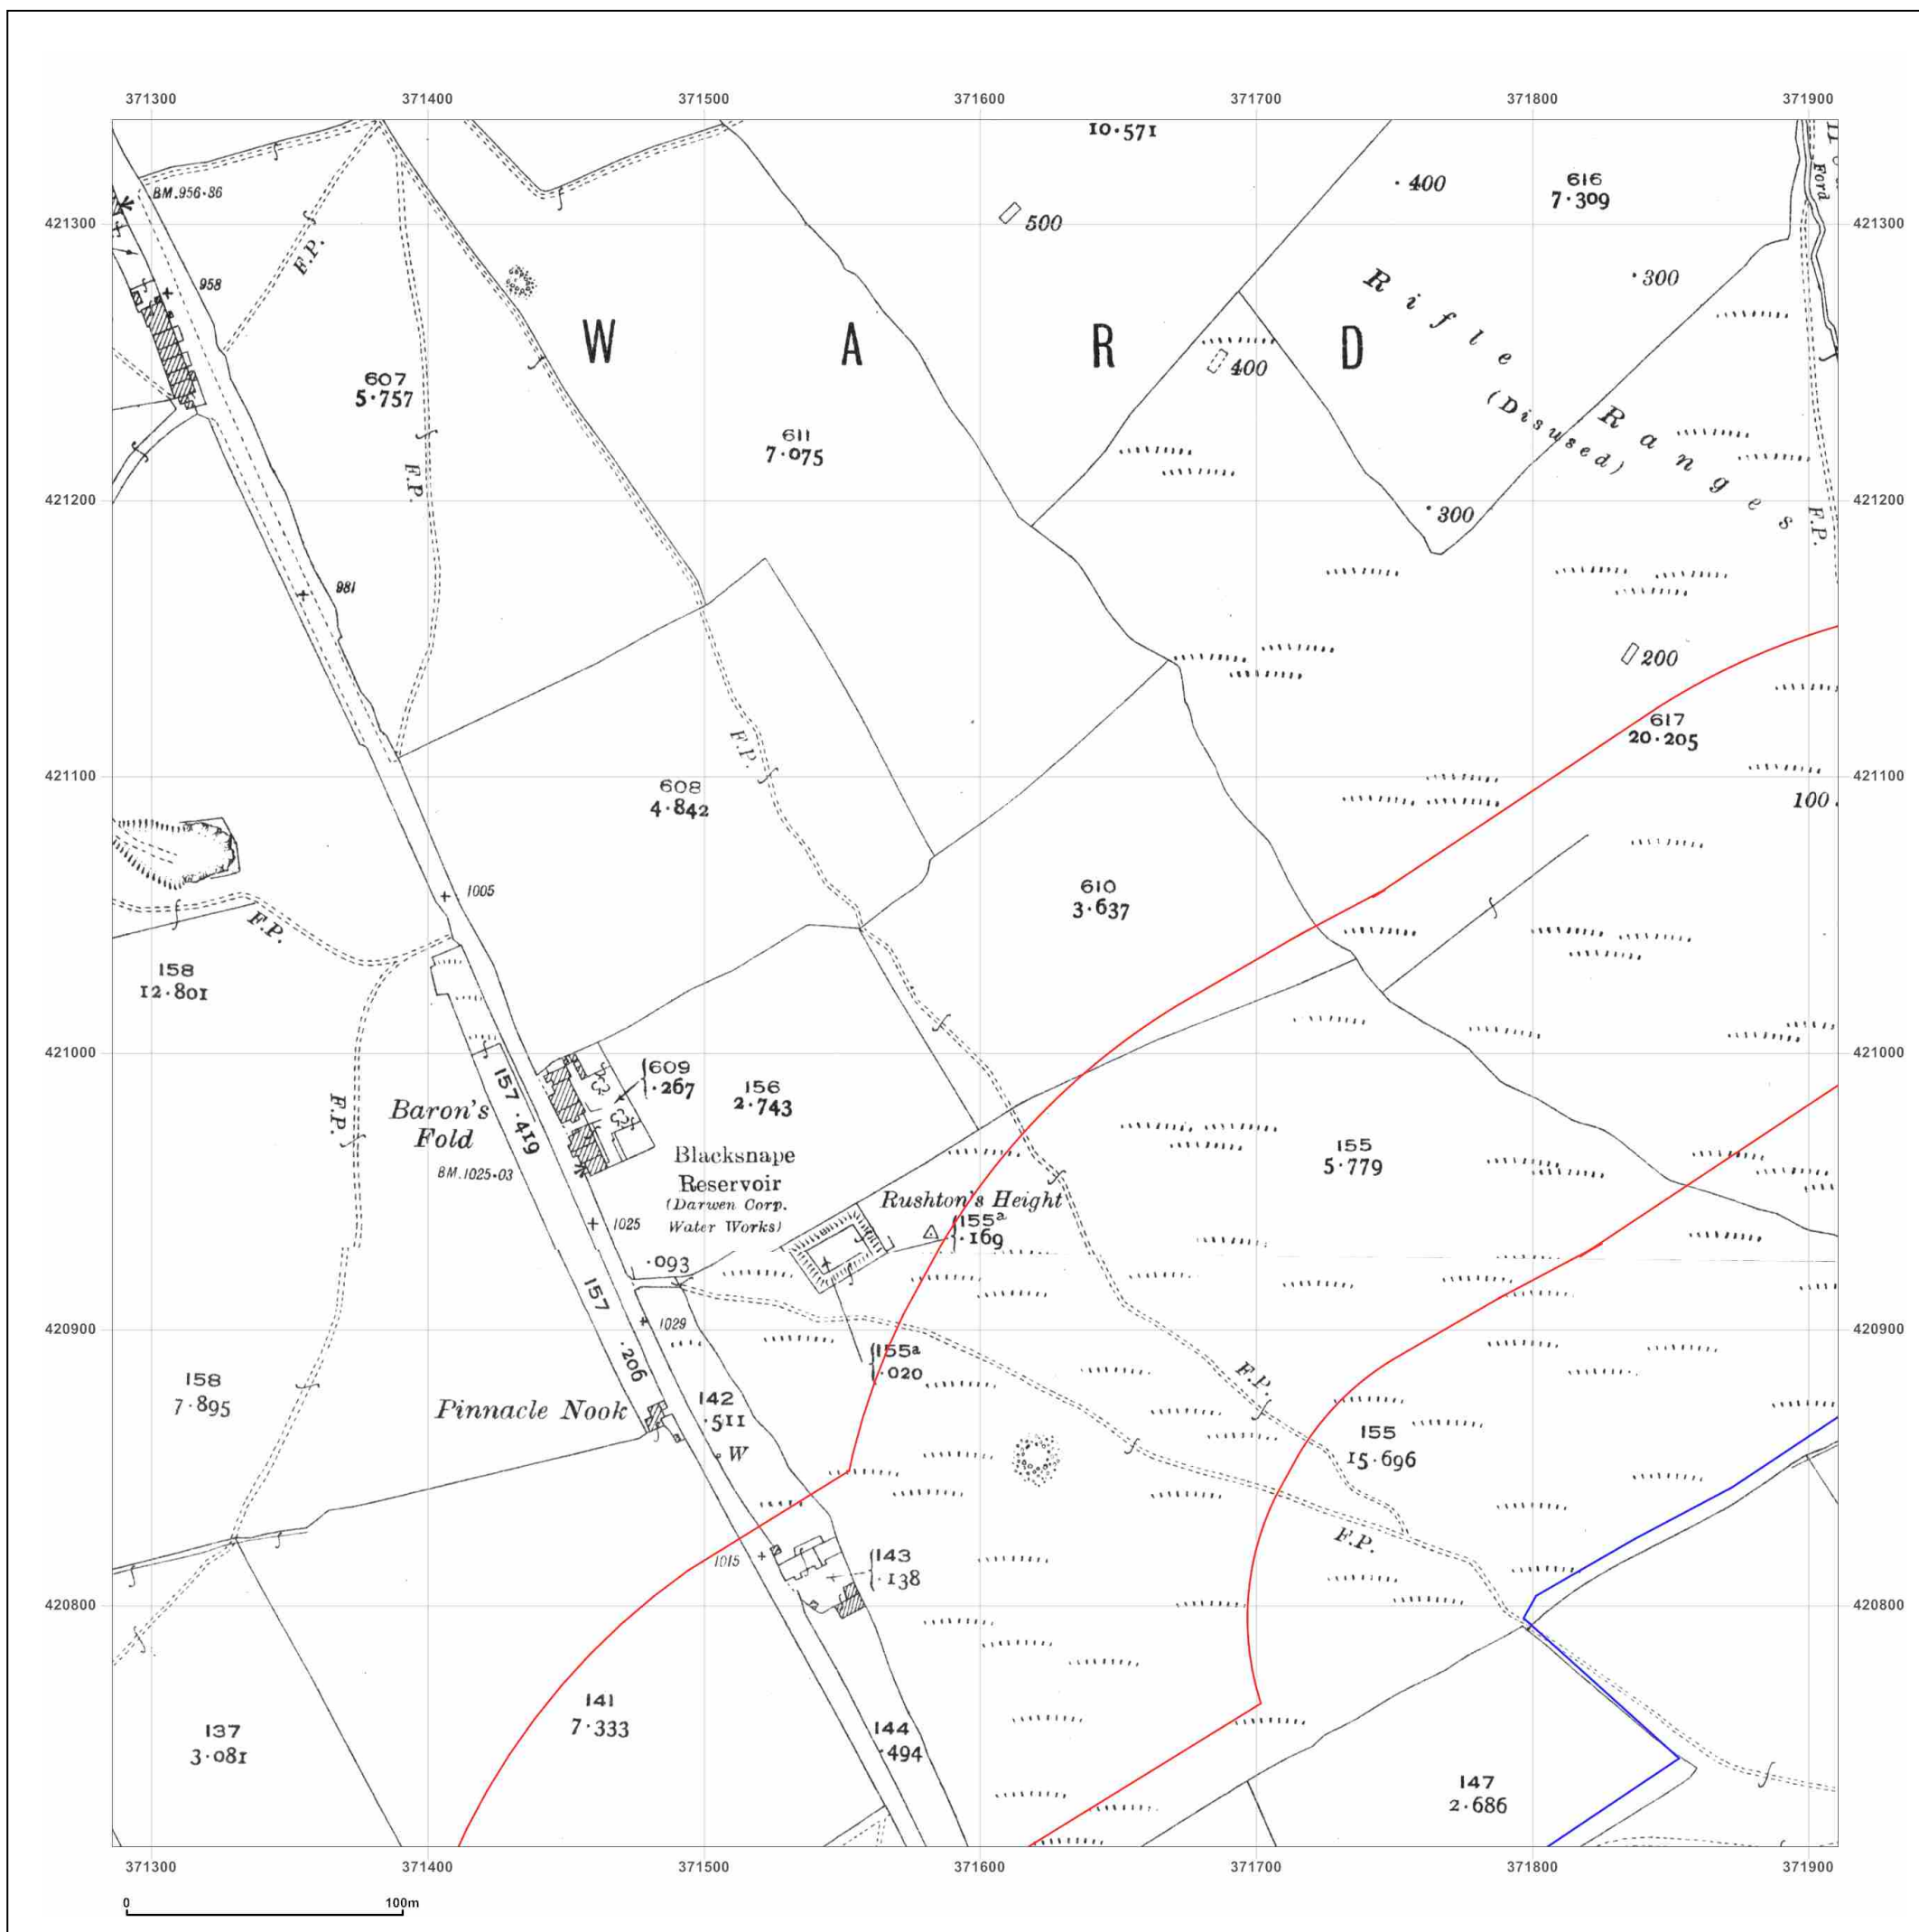 371300 371400 371500 371600 371700 371800 371900
10·571
Ford
BM.956·86
421300
500
·400
616
7·309
421300
F.P.
958
·300
Rifle Ranges
(Disused)
W A R D
400
607
5·757
611
7·075
F.P.
421200
·300
F.P.
421200
981
200
617
20·205
F.P.
421100
608
4·842
421100
100.
1005
610
3·637
F.P.
158
12·801
421000
609
·267
421000
157 ·419
156
2·743
Baron's
Fold
F.P.
BM.1025·03
155
5·779
Blacksnape
Reservoir
(Darwen Corp.
Water Works)
Rushton's Height
155a
·169
1025
·093
157
·206
420900
1029
420900
155a
·020
F.P.
158
7·895
Pinnacle Nook
142
·511
W
155
15·696
F.P.
1015
143
·138
420800
420800
141
7·333
137
3·081
144
·494
147
2·686
371300 371400 371500 371600 371700 371800 371900
0 100m